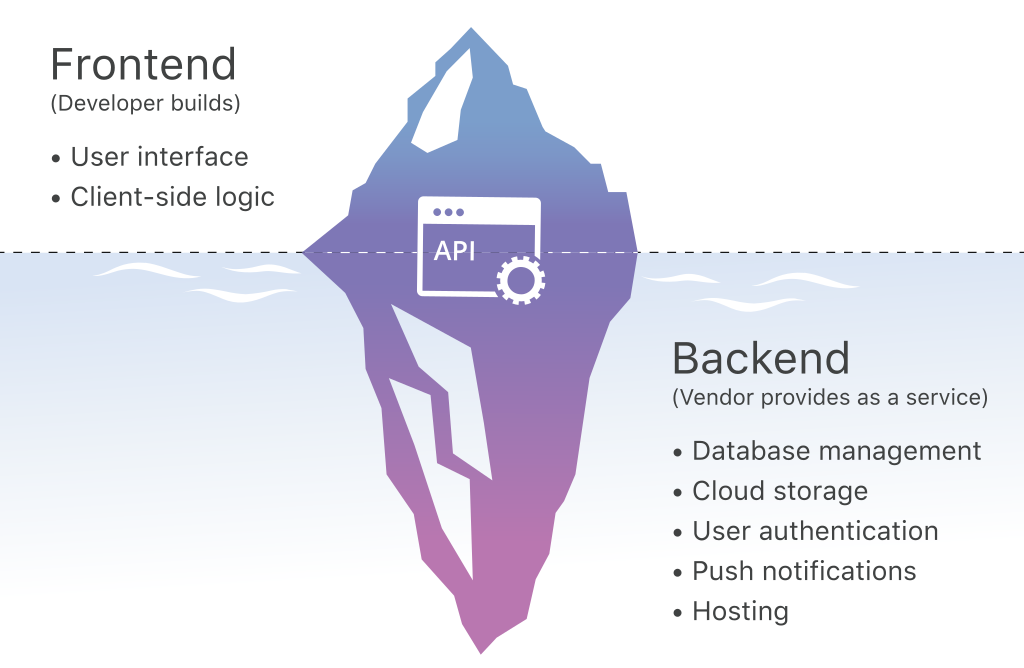 Frontend
(Developer builds)
• User interface
• Client-side logic
API
Backend
(Vendor provides as a service)
• Database management
• Cloud storage
• User authentication
• Push notifications
• Hosting